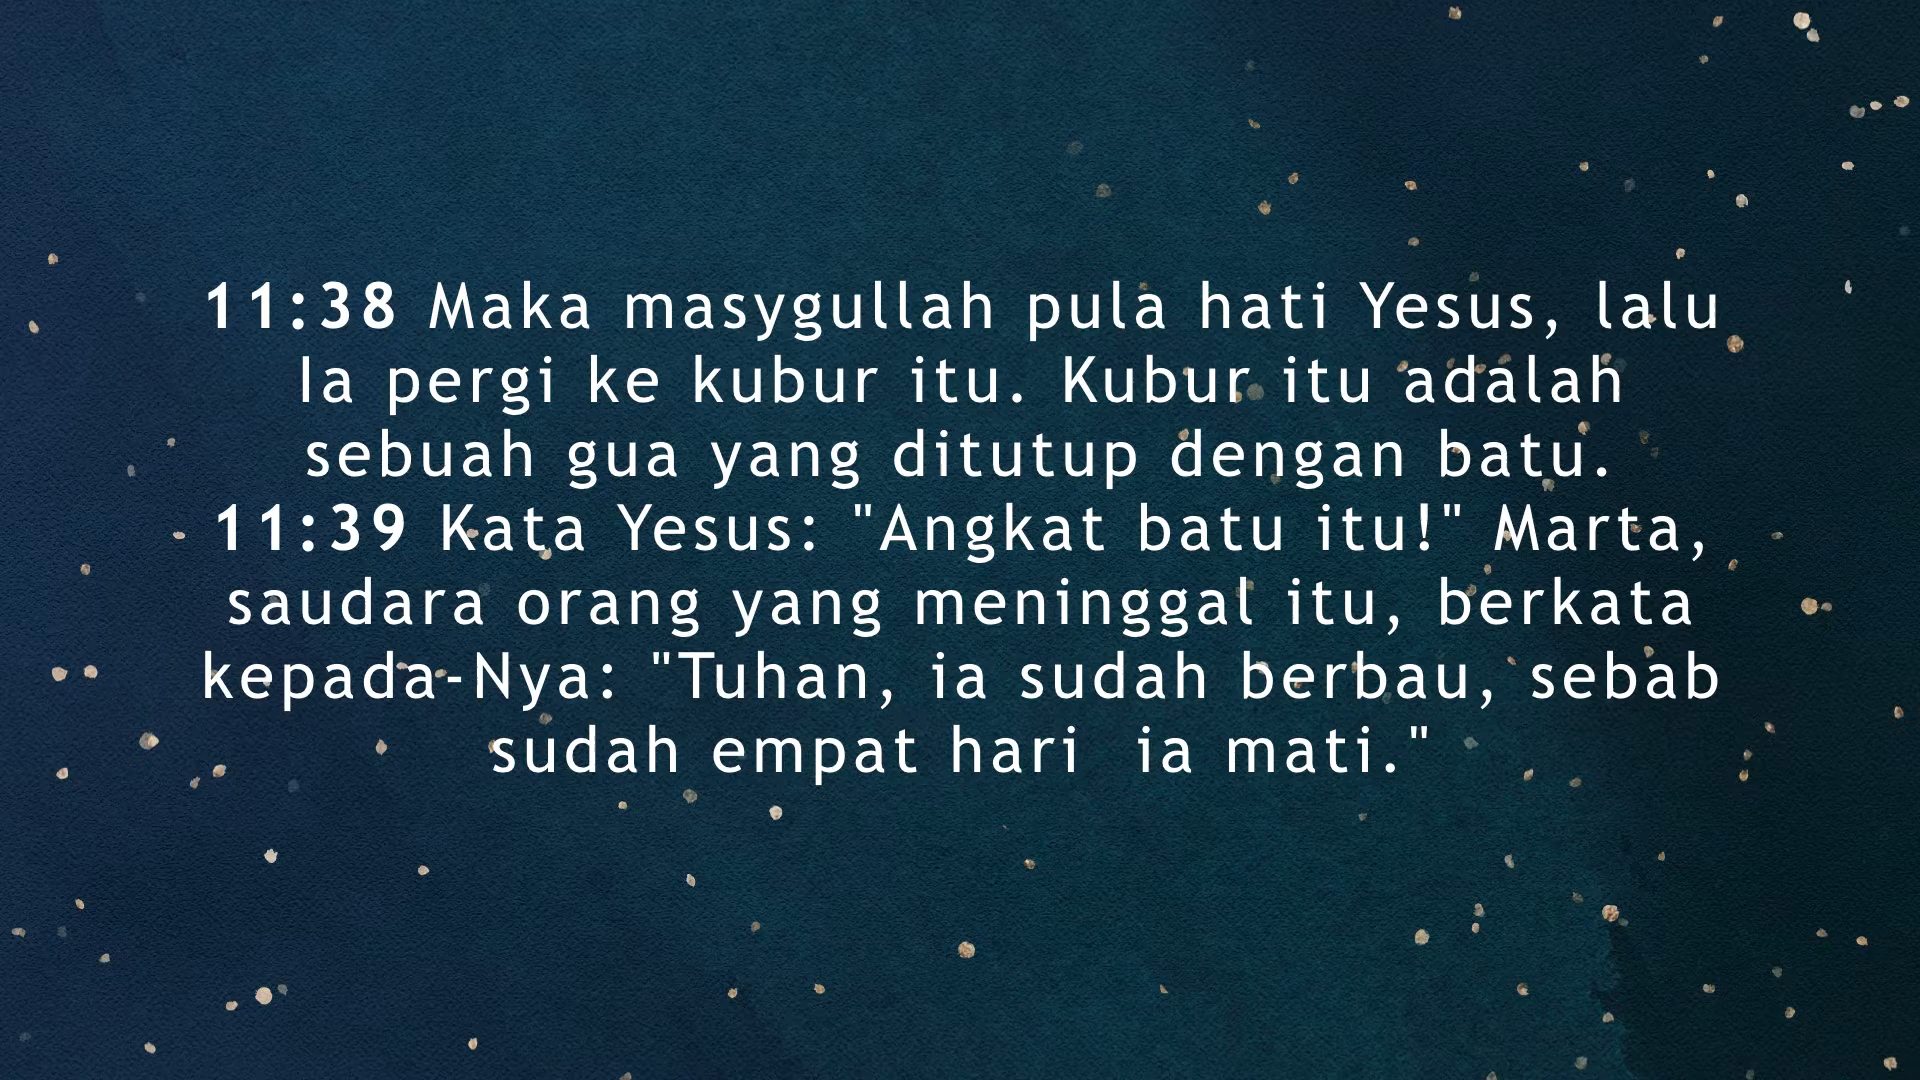 11:38 Maka masygullah pula hati Yesus, lalu
Ia pergi ke kubur itu. Kubur itu adalah
sebuah gua yang ditutup dengan batu.
11:39 Kata Yesus: "Angkat batu itu!" Marta,
saudara orang yang meninggal itu, berkata
kepada-Nya: "Tuhan, ia sudah berbau, sebab
sudah empat hari  ia mati."